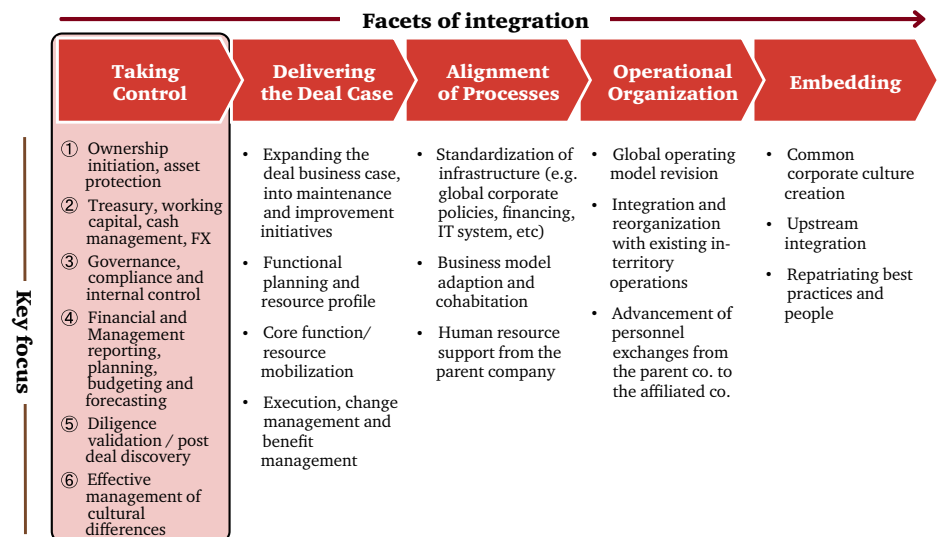 Facets of integration
Taking
Control
Delivering
the Deal Case
Alignment
of Processes
Operational
Organization
Embedding
Key focus
① Ownership
initiation, asset
protection
② Treasury, working
capital, cash
management, FX
③ Governance,
compliance and
internal control
④ Financial and
Management
reporting,
planning,
budgeting and
forecasting
⑤ Diligence
validation / post
deal discovery
⑥ Effective
management of
cultural
differences
• Expanding the
deal business case,
into maintenance
and improvement
initiatives
• Functional
planning and
resource profile
• Core function/
resource
mobilization
• Execution, change
management and
benefit
management
• Standardization of
infrastructure (e.g.
global corporate
policies, financing,
IT system, etc)
• Business model
adaption and
cohabitation
• Human resource
support from the
parent company
• Global operating
model revision
• Integration and
reorganization
with existing in-
territory
operations
• Advancement of
personnel
exchanges from
the parent co. to
the affiliated co.
• Common
corporate culture
creation
• Upstream
integration
• Repatriating best
practices and
people